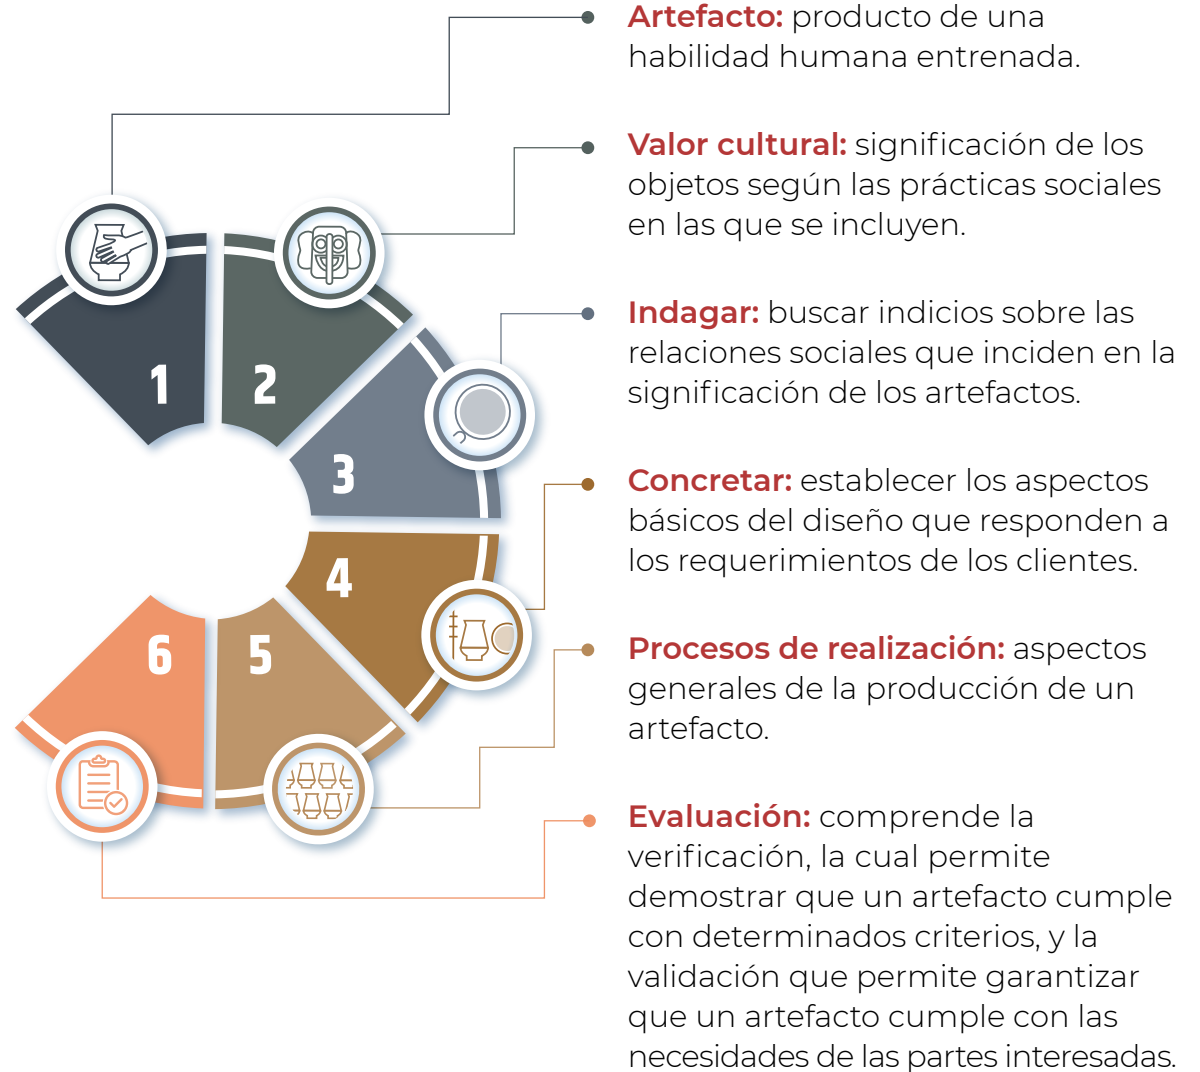 Artefacto: producto de una
habilidad humana entrenada.
Valor cultural: significación de los
objetos según las prácticas sociales
en las que se incluyen.
Indagar: buscar indicios sobre las
relaciones sociales que inciden en la
significación de los artefactos.
Concretar: establecer los aspectos
básicos del diseño que responden a
los requerimientos de los clientes.
Procesos de realización: aspectos
generales de la producción de un
artefacto.
Evaluación: comprende la
verificación, la cual permite
demostrar que un artefacto cumple
con determinados criterios, y la
validación que permite garantizar
que un artefacto cumple con las
necesidades de las partes interesadas.
1
2
3
4
5
6